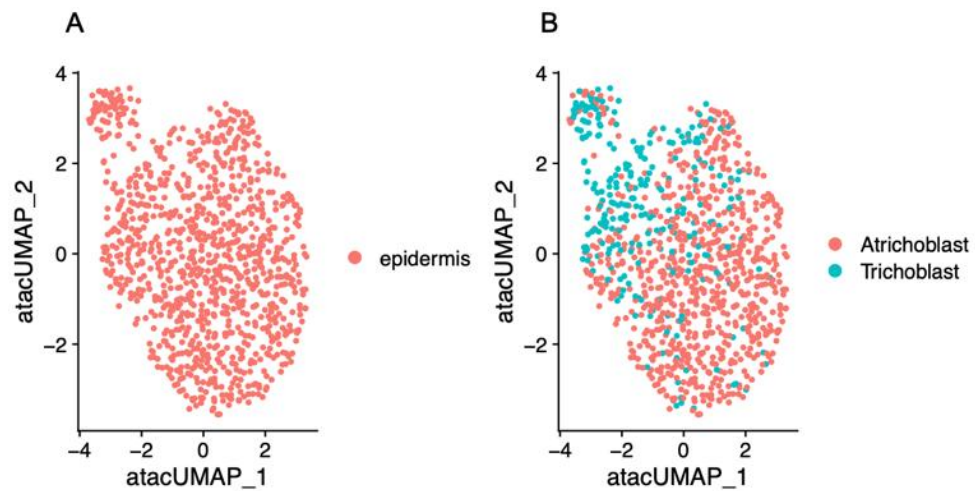 A
4
2
0
−2
atacUMAP_2
−4 −2 0 2
atacUMAP_1
epidermis
B
4
2
0
−2
atacUMAP_2
−4 −2 0 2
atacUMAP_1
Atrichoblast
Trichoblast